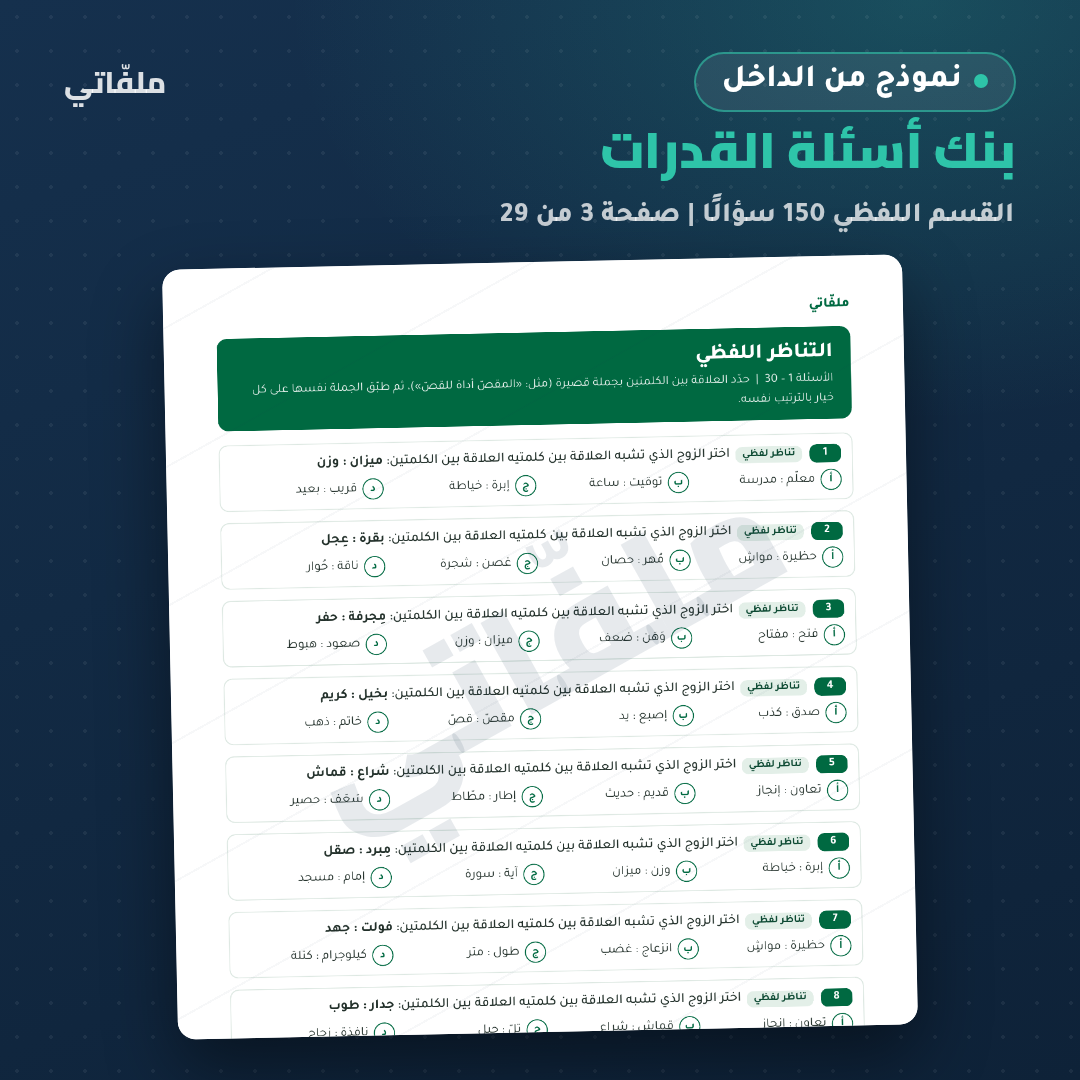 نموذج من الداخل
ملفّاتي
بنك أسئلة القدرات
القسم اللفظي 150 سؤالًا | صفحة 3 من 29
ملفّاتي
التناظر اللفظي
الأسئلة 1 - 30 | حدّد العلاقة بين الكلمتين بجملة قصيرة (مثل: «المقصّ أداة للقصّ»)، ثم طبّق الجملة نفسها على كل
خيار بالترتيب نفسه.
1 تناظر لفظي اختر الزوج الذي تشبه العلاقة بين كلمتيه العلاقة بين الكلمتين: ميزان : وزن
أ معلّم : مدرسة ب توقيت : ساعة ج إبرة : خياطة د قريب : بعيد
2 تناظر لفظي اختر الزوج الذي تشبه العلاقة بين كلمتيه العلاقة بين الكلمتين: بقرة : عِجل
أ حظيرة : مواشٍ ب مُهر : حصان ج غصن : شجرة د ناقة : حُوار
3 تناظر لفظي اختر الزوج الذي تشبه العلاقة بين كلمتيه العلاقة بين الكلمتين: مِجرفة : حفر
أ فتح : مفتاح ب وَهَن : ضعف ج ميزان : وزن د صعود : هبوط
4 تناظر لفظي اختر الزوج الذي تشبه العلاقة بين كلمتيه العلاقة بين الكلمتين: بخيل : كريم
أ صدق : كذب ب إصبع : يد ج مقصّ : قصّ د خاتم : ذهب
5 تناظر لفظي اختر الزوج الذي تشبه العلاقة بين كلمتيه العلاقة بين الكلمتين: شراع : قماش
أ تعاون : إنجاز ب قديم : حديث ج إطار : مطّاط د سَعَف : حصير
6 تناظر لفظي اختر الزوج الذي تشبه العلاقة بين كلمتيه العلاقة بين الكلمتين: مِبرد : صقل
أ إبرة : خياطة ب وزن : ميزان ج آية : سورة د إمام : مسجد
7 تناظر لفظي اختر الزوج الذي تشبه العلاقة بين كلمتيه العلاقة بين الكلمتين: فولت : جهد
أ حظيرة : مواشٍ ب انزعاج : غضب ج طول : متر د كيلوجرام : كتلة
8 تناظر لفظي اختر الزوج الذي تشبه العلاقة بين كلمتيه العلاقة بين الكلمتين: جدار : طوب
أ تعاون : إنجاز ب قماش : شراع ج تلّ : جبل د نافذة : زجاج
ملفّاتي